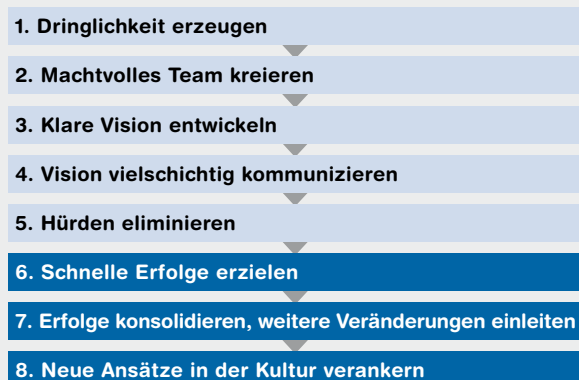 1. Dringlichkeit erzeugen
2. Machtvolles Team kreieren
3. Klare Vision entwickeln
4. Vision vielschichtig kommunizieren
5. Hürden eliminieren
6. Schnelle Erfolge erzielen
7. Erfolge konsolidieren, weitere Veränderungen einleiten
8. Neue Ansätze in der Kultur verankern